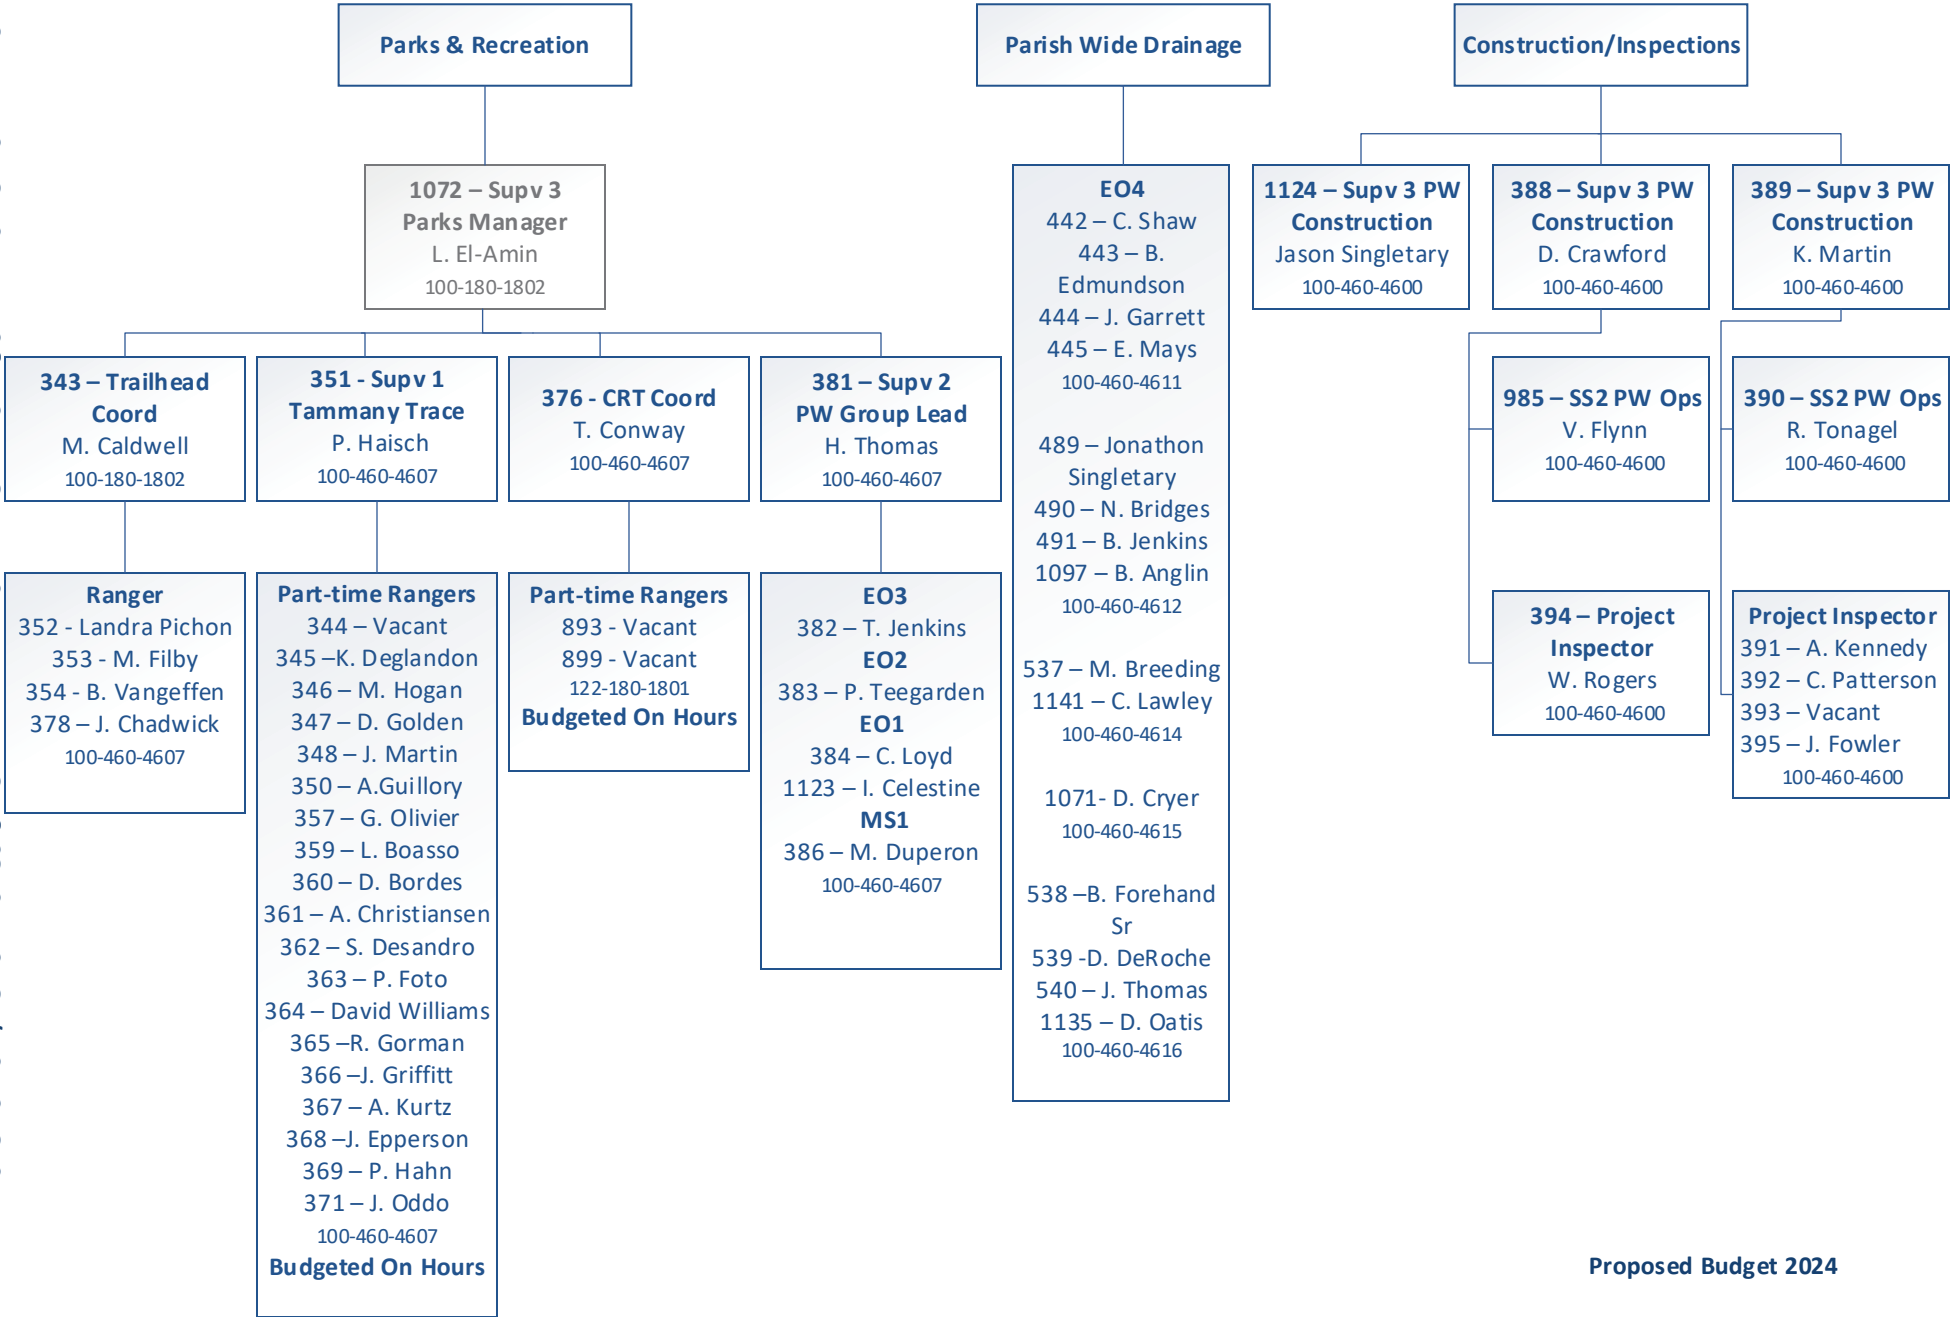 Parks & Recreation
Parish Wide Drainage
Construction/Inspections
1072 – Supv 3
Parks Manager
L. El-Amin
100-180-1802
343 – Trailhead
Coord
M. Caldwell
100-180-1802
351 - Supv 1
Tammany Trace
P. Haisch
100-460-4607
376 - CRT Coord
T. Conway
100-460-4607
381 – Supv 2
PW Group Lead
H. Thomas
100-460-4607
Ranger
352 - Landra Pichon
353 - M. Filby
354 - B. Vangeffen
378 – J. Chadwick
100-460-4607
Part-time Rangers
344 – Vacant
345 –K. Deglandon
346 – M. Hogan
347 – D. Golden
348 – J. Martin
350 – A.Guillory
357 – G. Olivier
359 – L. Boasso
360 – D. Bordes
361 – A. Christiansen
362 – S. Desandro
363 – P. Foto
364 – David Williams
365 –R. Gorman
366 –J. Griffitt
367 – A. Kurtz
368 –J. Epperson
369 – P. Hahn
371 – J. Oddo
100-460-4607
Budgeted On Hours
Part-time Rangers
893 - Vacant
899 - Vacant
122-180-1801
Budgeted On Hours
EO3
382 – T. Jenkins
EO2
383 – P. Teegarden
EO1
384 – C. Loyd
1123 – I. Celestine
MS1
386 – M. Duperon
100-460-4607
EO4
442 – C. Shaw
443 – B.
Edmundson
444 – J. Garrett
445 – E. Mays
100-460-4611
489 – Jonathon
Singletary
490 – N. Bridges
491 – B. Jenkins
1097 – B. Anglin
100-460-4612
537 – M. Breeding
1141 – C. Lawley
100-460-4614
1071- D. Cryer
100-460-4615
538 –B. Forehand
Sr
539 -D. DeRoche
540 – J. Thomas
1135 – D. Oatis
100-460-4616
1124 – Supv 3 PW
Construction
Jason Singletary
100-460-4600
388 – Supv 3 PW
Construction
D. Crawford
100-460-4600
389 – Supv 3 PW
Construction
K. Martin
100-460-4600
985 – SS2 PW Ops
V. Flynn
100-460-4600
390 – SS2 PW Ops
R. Tonagel
100-460-4600
394 – Project
Inspector
W. Rogers
100-460-4600
Project Inspector
391 – A. Kennedy
392 – C. Patterson
393 – Vacant
395 – J. Fowler
100-460-4600
Proposed Budget 2024